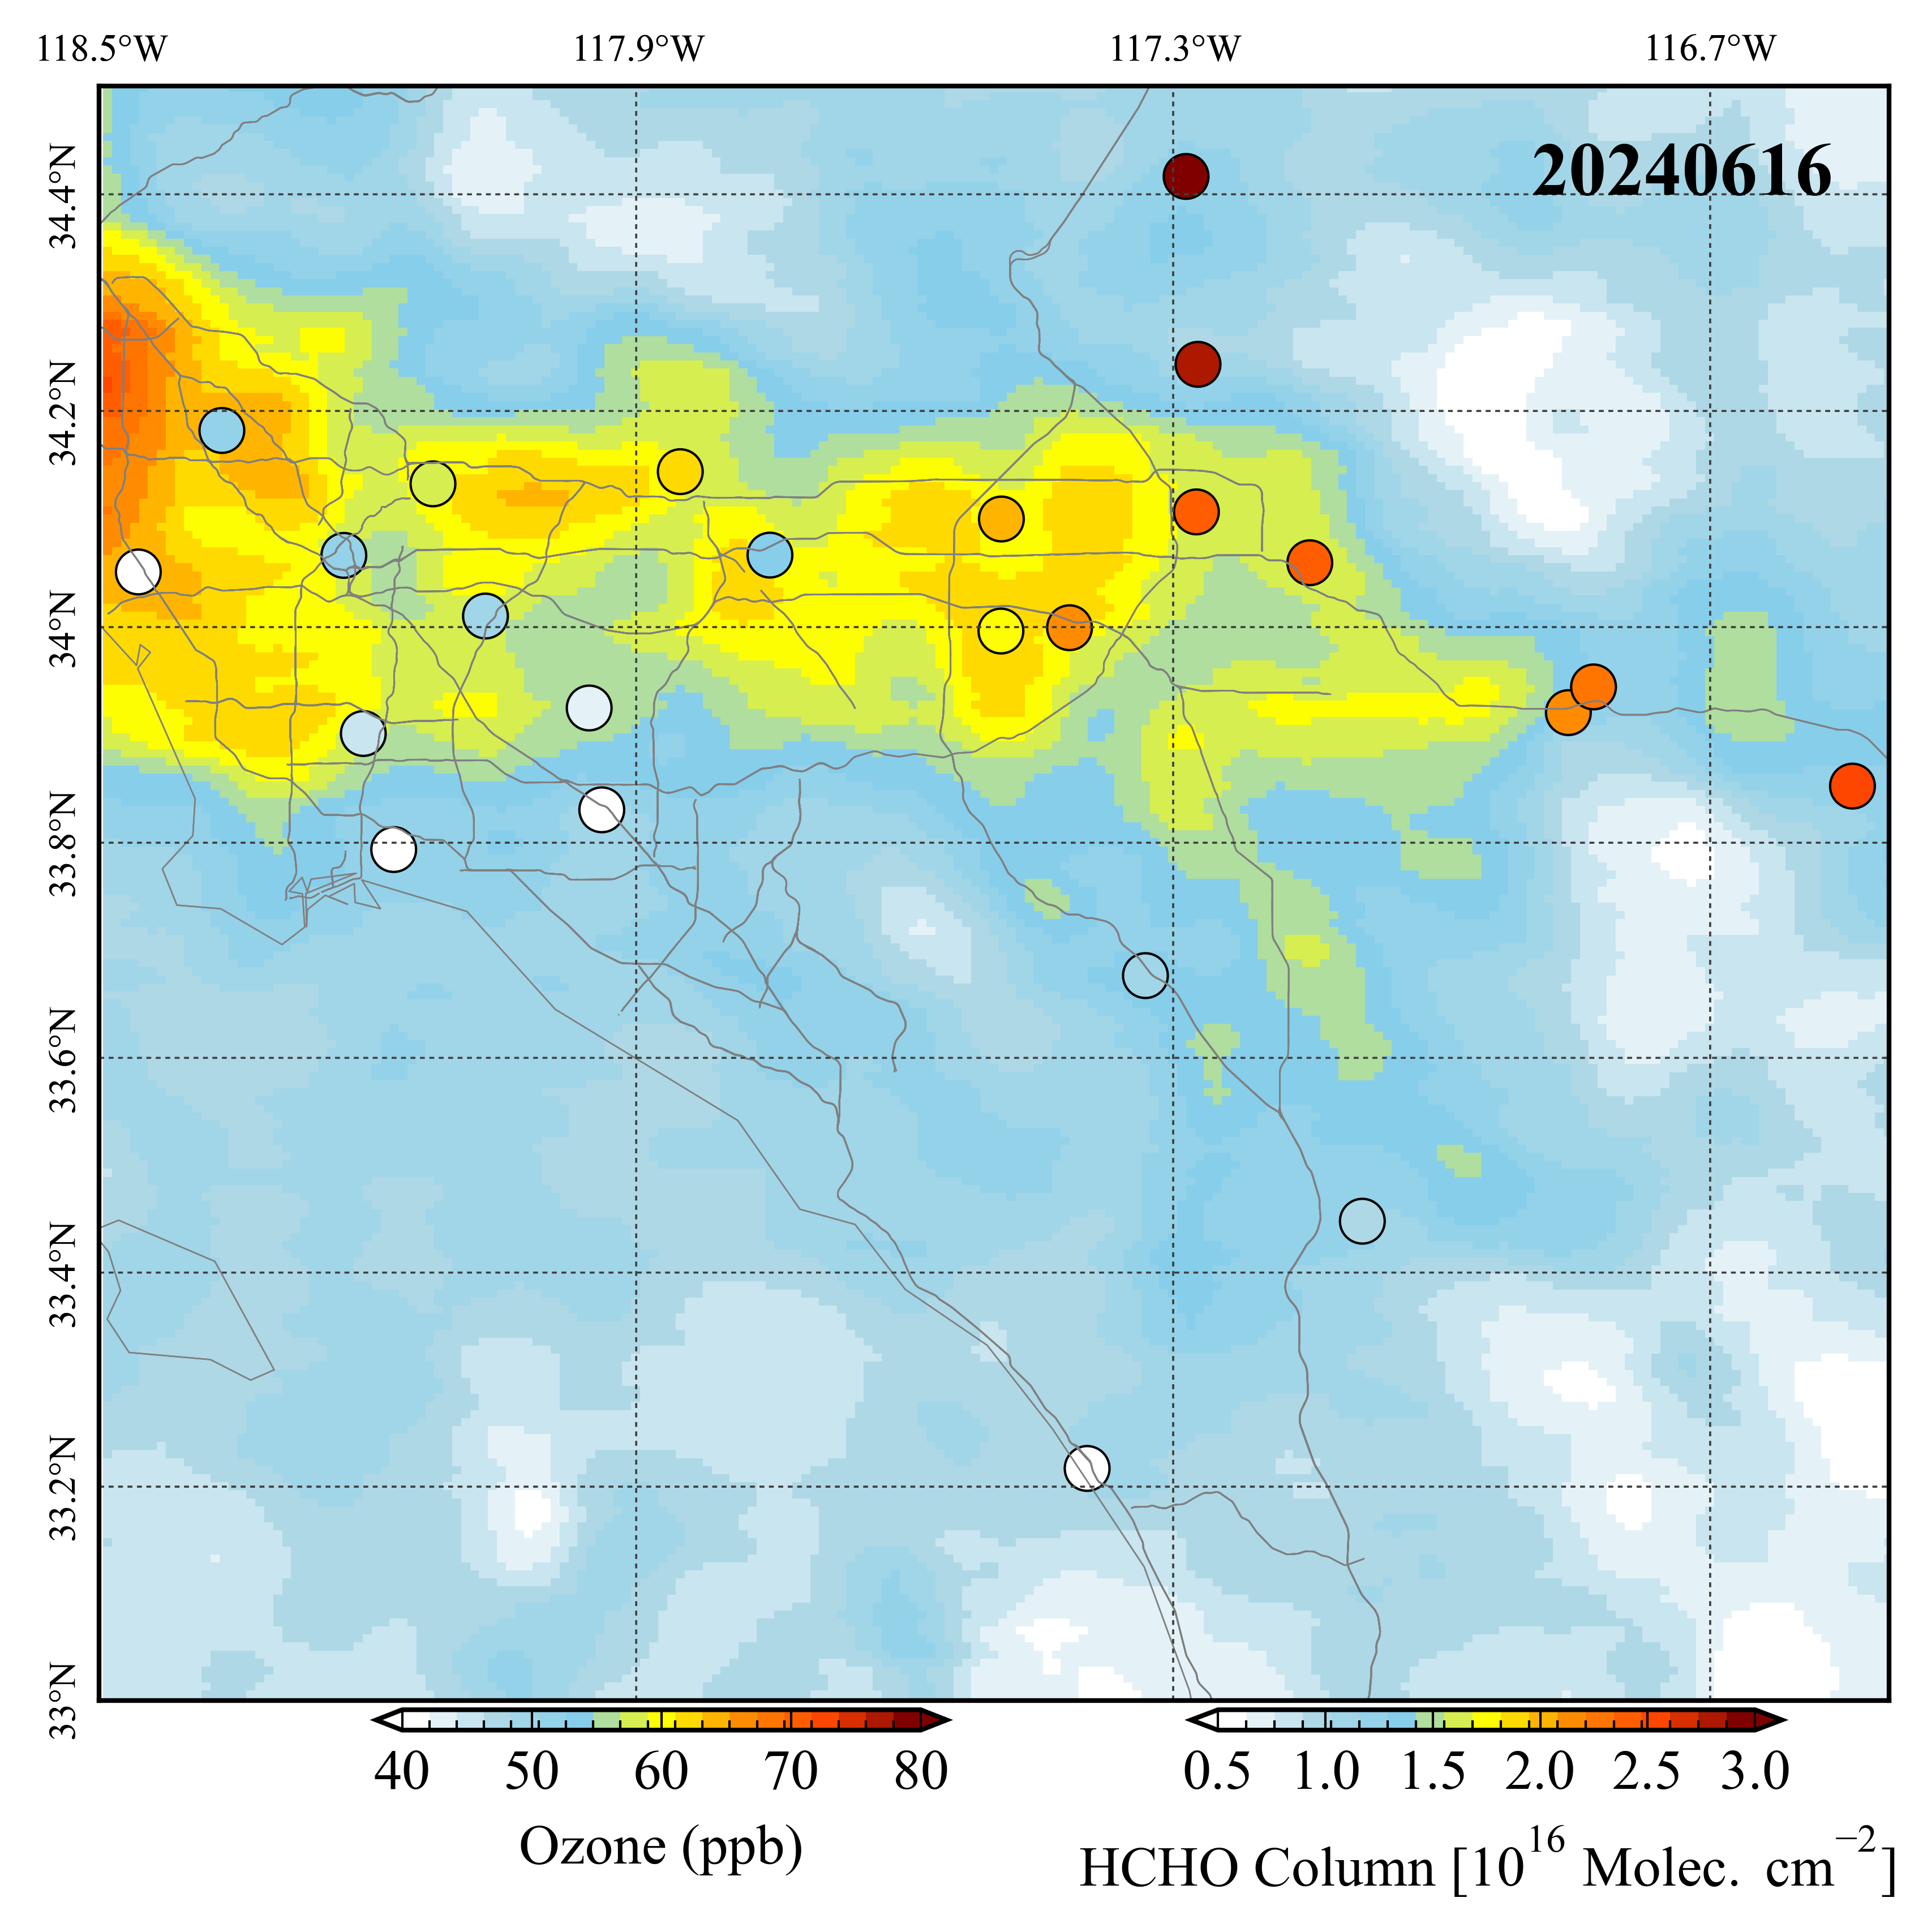 118.5°W 117.9°W 117.3°W 116.7°W
20240616
34.4°N
34.2°N
34°N
33.8°N
33.6°N
33.4°N
33.2°N
33°N
40 50 60 70 80
0.5 1.0 1.5 2.0 2.5 3.0
Ozone (ppb)
HCHO Column [10¹⁶ Molec. cm⁻²]